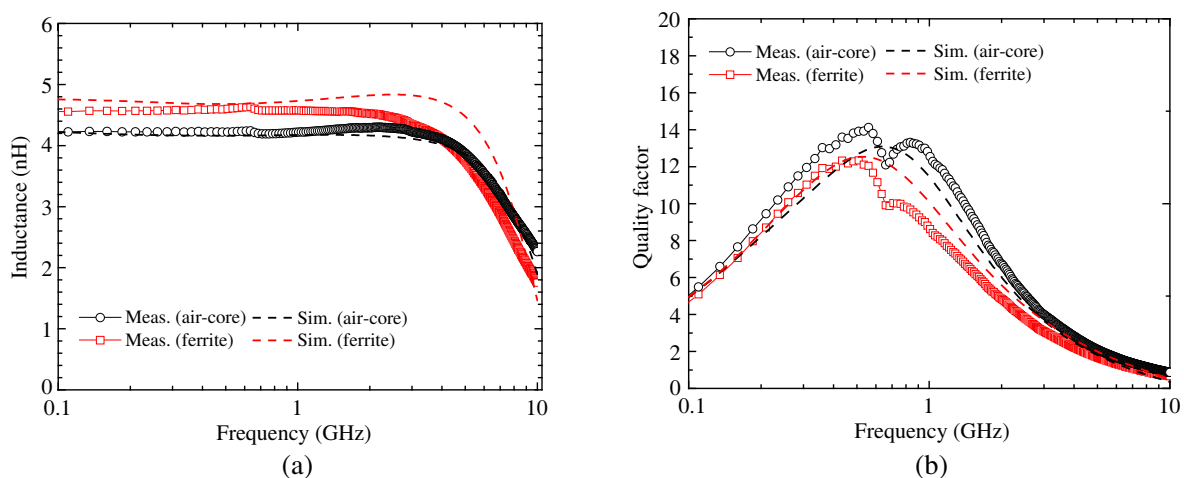 6
5
4
3
2
1
0
0.1
1
10
Inductance (nH)
Frequency (GHz)
Meas. (air-core)
Sim. (air-core)
Meas. (ferrite)
Sim. (ferrite)
(a)
20
18
16
14
12
10
8
6
4
2
0
0.1
1
10
Quality factor
Frequency (GHz)
Meas. (air-core)
Sim. (air-core)
Meas. (ferrite)
Sim. (ferrite)
(b)